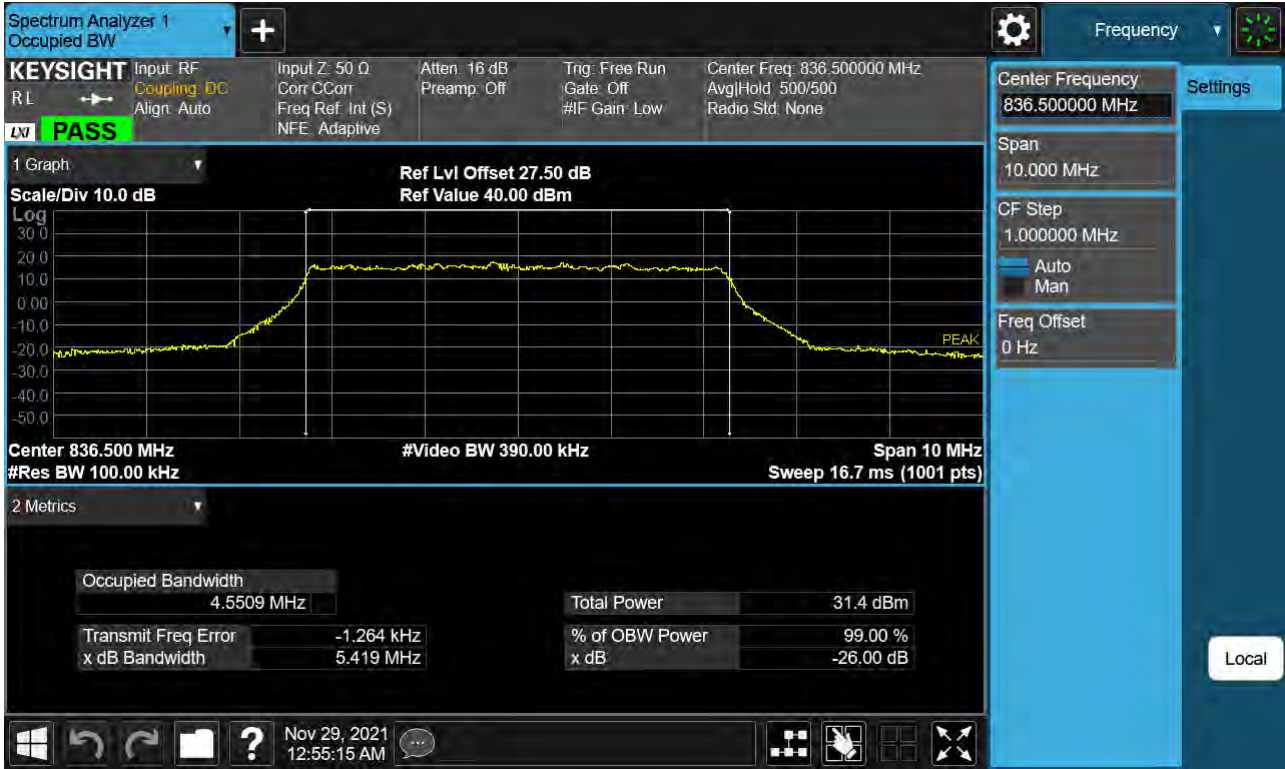 Spectrum Analyzer 1
Occupied BW
+
Frequency
KEYSIGHT
RL
LXI
PASS
Input: RF
Coupling: DC
Align: Auto
Input Z: 50 Ω
Corr CCorr
Freq Ref: Int (S)
NFE: Adaptive
Atten: 16 dB
Preamp: Off
Trig: Free Run
Gate: Off
#IF Gain: Low
Center Freq: 836.500000 MHz
Avg|Hold: 500/500
Radio Std: None
Center Frequency
836.500000 MHz
Settings
Span
10.000 MHz
CF Step
1.000000 MHz
Auto
Man
Freq Offset
0 Hz
1 Graph
Scale/Div 10.0 dB
Ref Lvl Offset 27.50 dB
Ref Value 40.00 dBm
Log
30.0
20.0
10.0
0.00
-10.0
-20.0
-30.0
-40.0
-50.0
PEAK
Center 836.500 MHz
#Video BW 390.00 kHz
Span 10 MHz
#Res BW 100.00 kHz
Sweep 16.7 ms (1001 pts)
2 Metrics
Occupied Bandwidth
4.5509 MHz
Total Power 31.4 dBm
Transmit Freq Error -1.264 kHz
% of OBW Power 99.00 %
x dB Bandwidth 5.419 MHz
x dB -26.00 dB
Local
?
Nov 29, 2021
12:55:15 AM